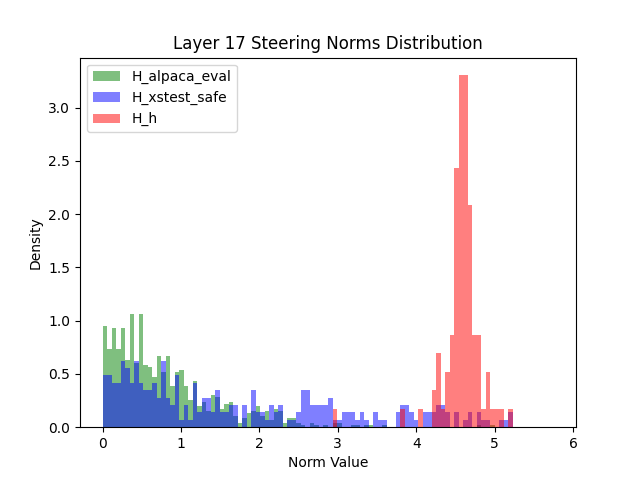 Layer 17 Steering Norms Distribution
H_alpaca_eval
H_xstest_safe
H_h
Density
3.0
2.5
2.0
1.5
1.0
0.5
0.0
0 1 2 3 4 5 6
Norm Value